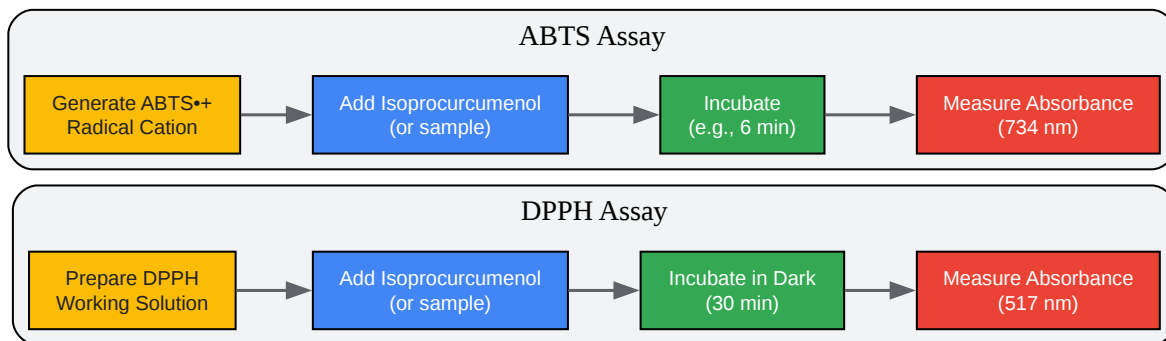 ABTS Assay
Generate ABTS•+
Radical Cation
Add Isoprocurcumenol
(or sample)
Incubate
(e.g., 6 min)
Measure Absorbance
(734 nm)
DPPH Assay
Prepare DPPH
Working Solution
Add Isoprocurcumenol
(or sample)
Incubate in Dark
(30 min)
Measure Absorbance
(517 nm)